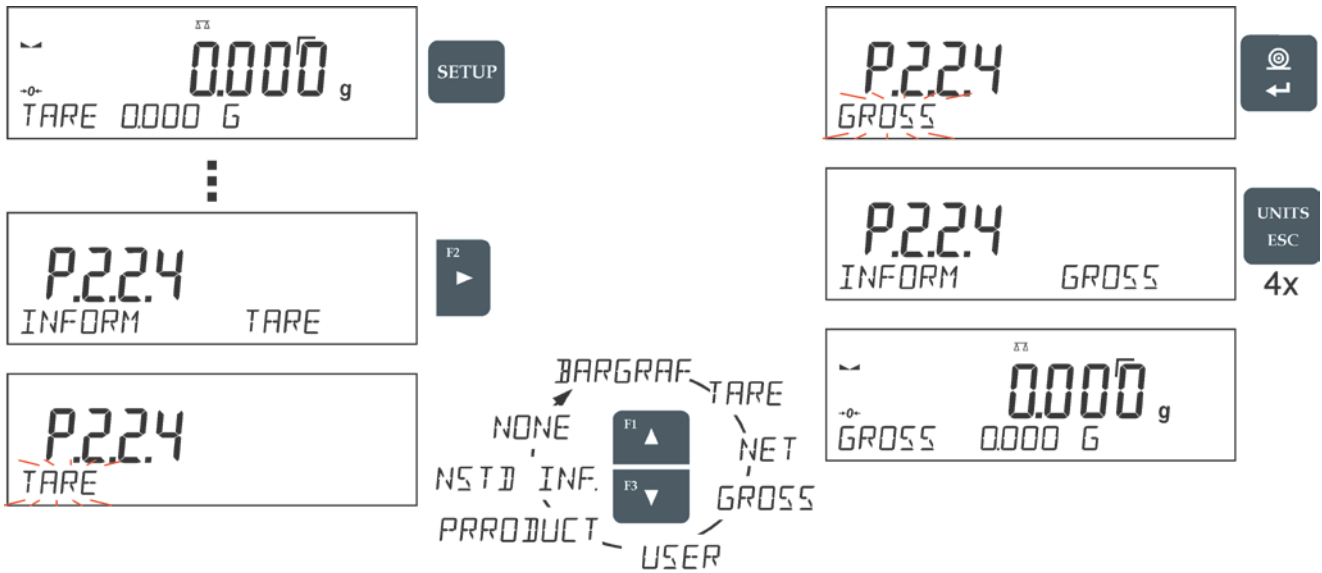 →0←
0.000 g
TARE 0.000 G
SETUP
P.2.2.4
INFORM TARE
F2
P.2.2.4
TARE
BARGRAF
TARE
NET
GROSS
USER
PRRODUCT
NSTD INF.
NONE
F1
F3
P.2.2.4
GROSS
P.2.2.4
INFORM GROSS
UNITS
ESC
4x
→0←
0.000 g
GROSS 0.000 G